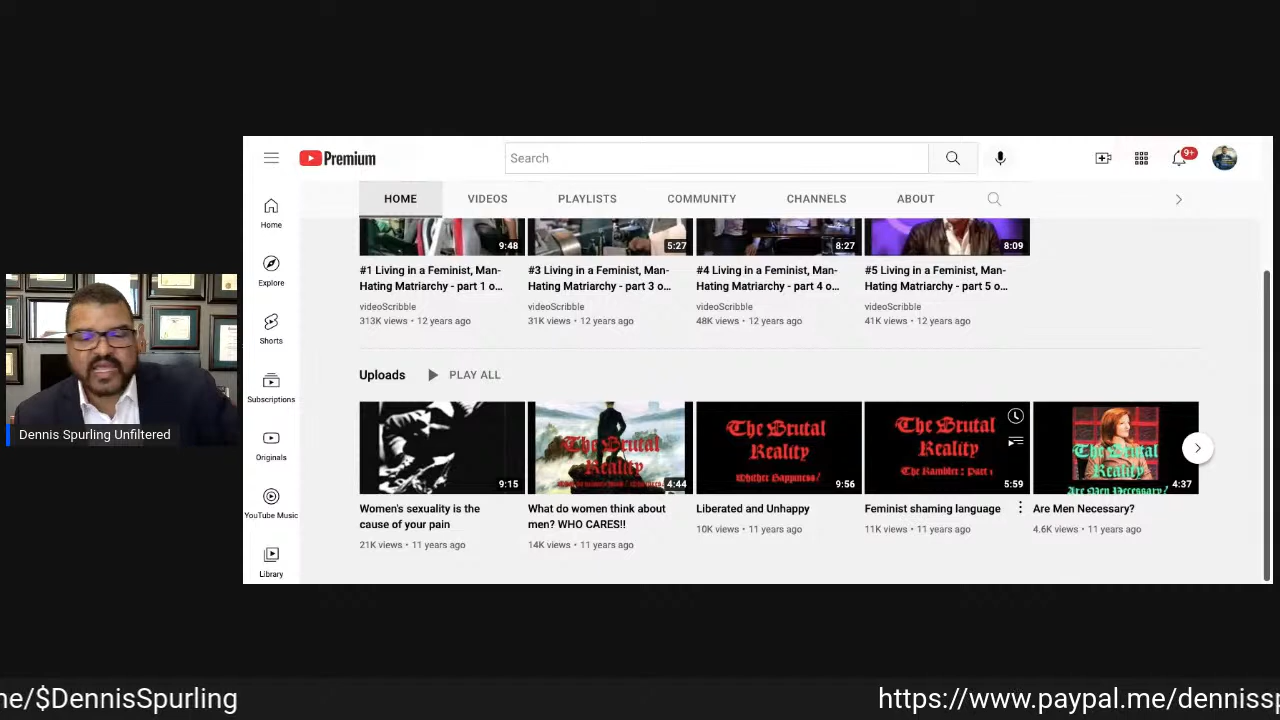 Premium
Search
9+
HOME VIDEOS PLAYLISTS COMMUNITY CHANNELS ABOUT
Home
Explore
Shorts
Subscriptions
Originals
YouTube Music
Library
9:48
5:27
8:27
8:09
#1 Living in a Feminist, Man-
Hating Matriarchy - part 1 o...
videoScribble
313K views • 12 years ago
#3 Living in a Feminist, Man-
Hating Matriarchy - part 3 o...
videoScribble
31K views • 12 years ago
#4 Living in a Feminist, Man-
Hating Matriarchy - part 4 o...
videoScribble
48K views • 12 years ago
#5 Living in a Feminist, Man-
Hating Matriarchy - part 5 o...
videoScribble
41K views • 12 years ago
Uploads PLAY ALL
9:15
Women's sexuality is the
cause of your pain
21K views • 11 years ago
The Brutal
Reality
4:44
What do women think about
men? WHO CARES!!
14K views • 11 years ago
The Brutal
Reality
Whither Happiness?
9:56
Liberated and Unhappy
10K views • 11 years ago
The Brutal
Reality
The Rambler : Part 1
5:59
Feminist shaming language
11K views • 11 years ago
The Brutal
Reality
Are Men Necessary?
4:37
Are Men Necessary?
4.6K views • 11 years ago
Dennis Spurling Unfiltered
me/$DennisSpurling
https://www.paypal.me/denniss